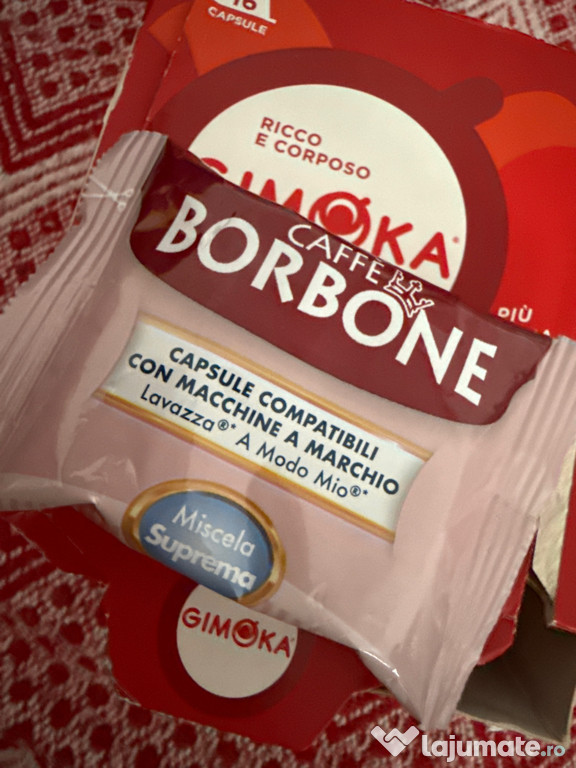 16
CAPSULE
RICCO
E CORPOSO
GIMOKA®
PIÙ
CAFFÈ
BORBONE
CAPSULE COMPATIBILI
CON MACCHINE A MARCHIO
Lavazza®* A Modo Mio®*
Miscela
Suprema
GIMOKA
lajumate.ro